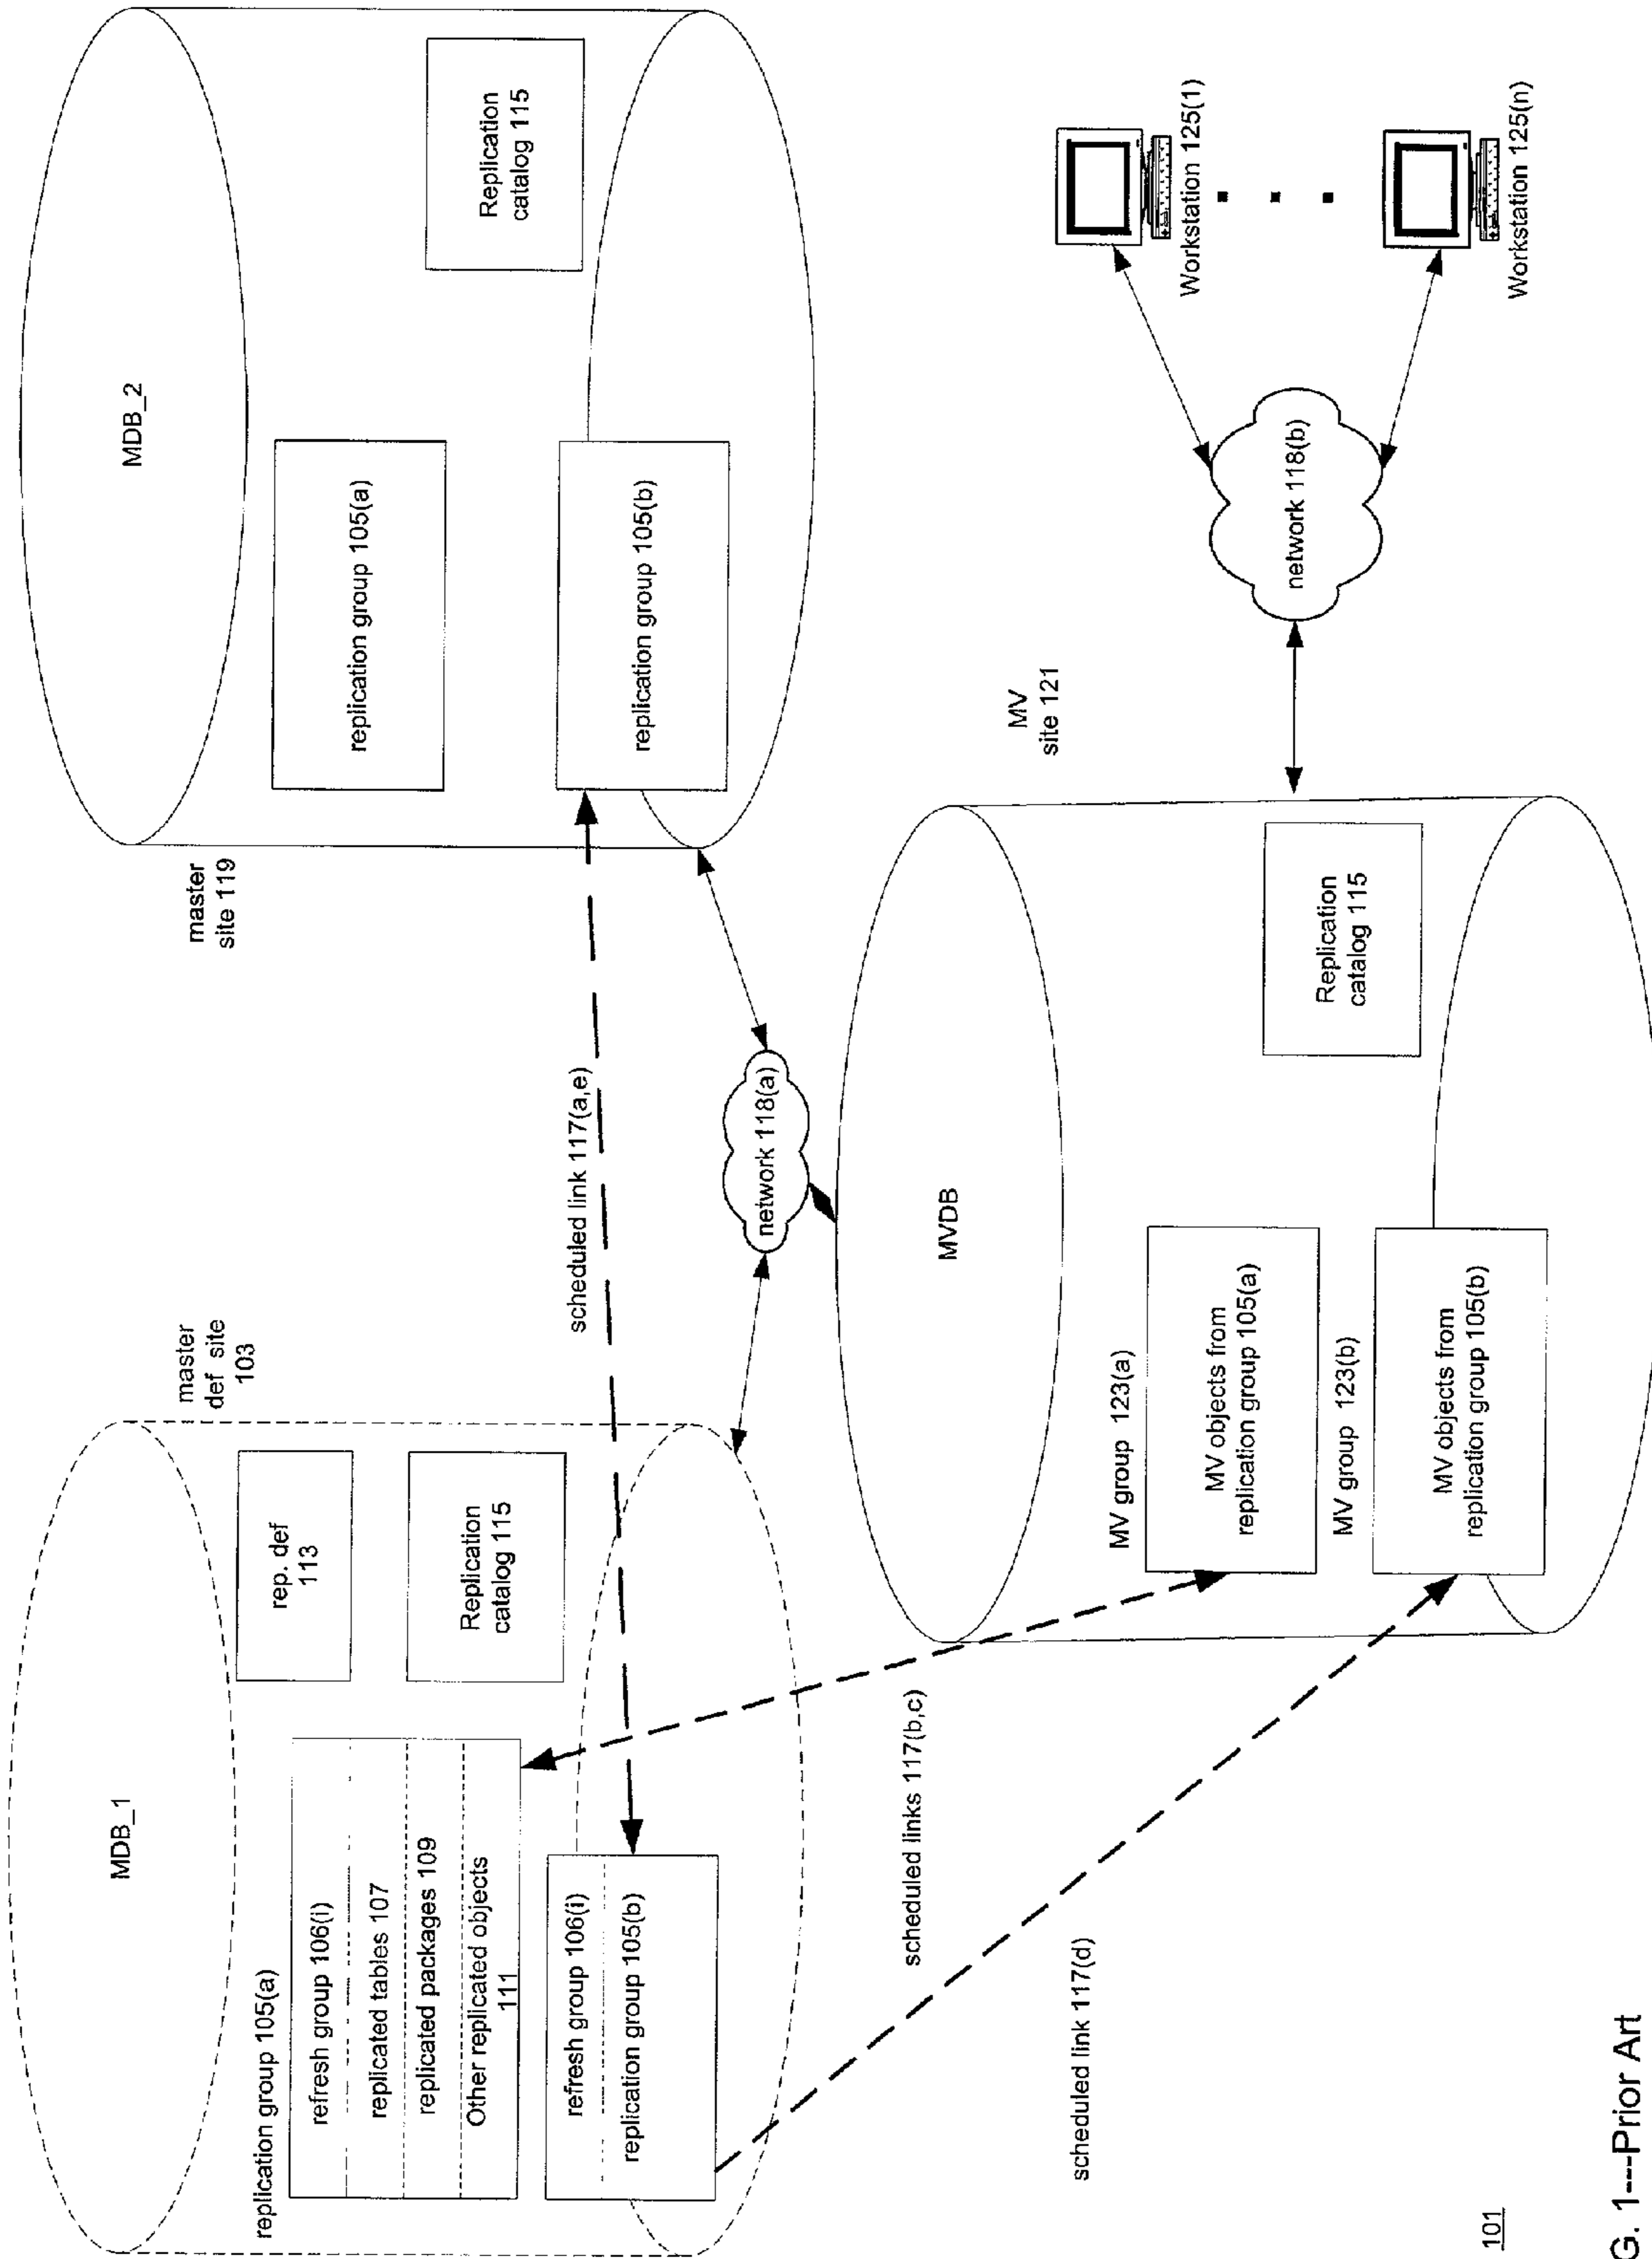 MDB_1
replication group 105(a)
refresh group 106(i)
replicated tables 107
replicated packages 109
Other replicated objects
111
refresh group 106(i)
replication group 105(b)
rep. def
113
Replication
catalog 115
master
def site
103
scheduled link 117(a,e)
master
site 119
MDB_2
replication group 105(a)
replication group 105(b)
Replication
catalog 115
network 118(a)
scheduled links 117(b,c)
scheduled link 117(d)
MVDB
MV group 123(a)
MV objects from
replication group 105(a)
MV group 123(b)
MV objects from
replication group 105(b)
Replication
catalog 115
MV
site 121
network 118(b)
Workstation 125(1)
Workstation 125(n)
101
G. 1---Prior Art